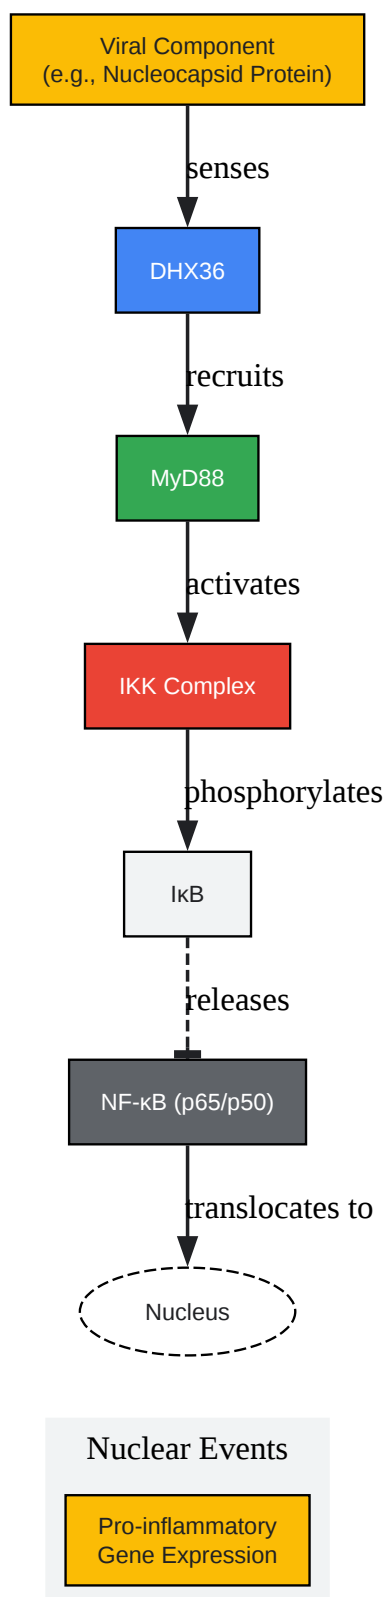 Viral Component
(e.g., Nucleocapsid Protein)
senses
DHX36
recruits
MyD88
activates
IKK Complex
phosphorylates
IκB
releases
NF-κB (p65/p50)
translocates to
Nucleus
Nuclear Events
Pro-inflammatory
Gene Expression